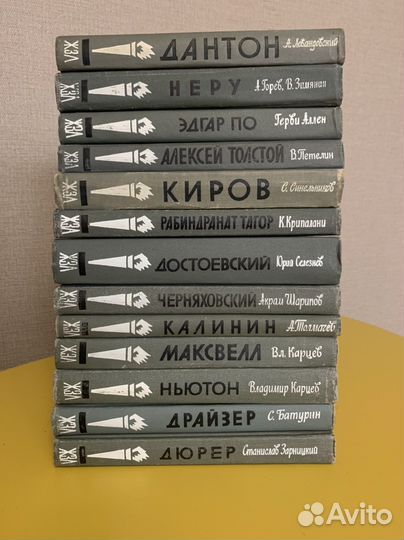 ЖЗЛ ДАНТОН А. Левандовский
ЖЗЛ НЕРУ А. Горев, В. Зимянин
ЖЗЛ ЭДГАР ПО Герви Аллен
ЖЗЛ АЛЕКСЕЙ ТОЛСТОЙ В. Петелин
ЖЗЛ КИРОВ С. Синельников
ЖЗЛ РАБИНДРАНАТ ТАГОР К. Крипалани
ЖЗЛ ДОСТОЕВСКИЙ Юрий Селезнев
ЖЗЛ ЧЕРНЯХОВСКИЙ Акрам Шарипов
ЖЗЛ КАЛИНИН А. Толмачев
ЖЗЛ МАКСВЕЛЛ Вл. Карцев
ЖЗЛ НЬЮТОН Владимир Карцев
ЖЗЛ ДРАЙЗЕР С. Батурин
ЖЗЛ ДЮРЕР Станислав Зарницкий
Avito